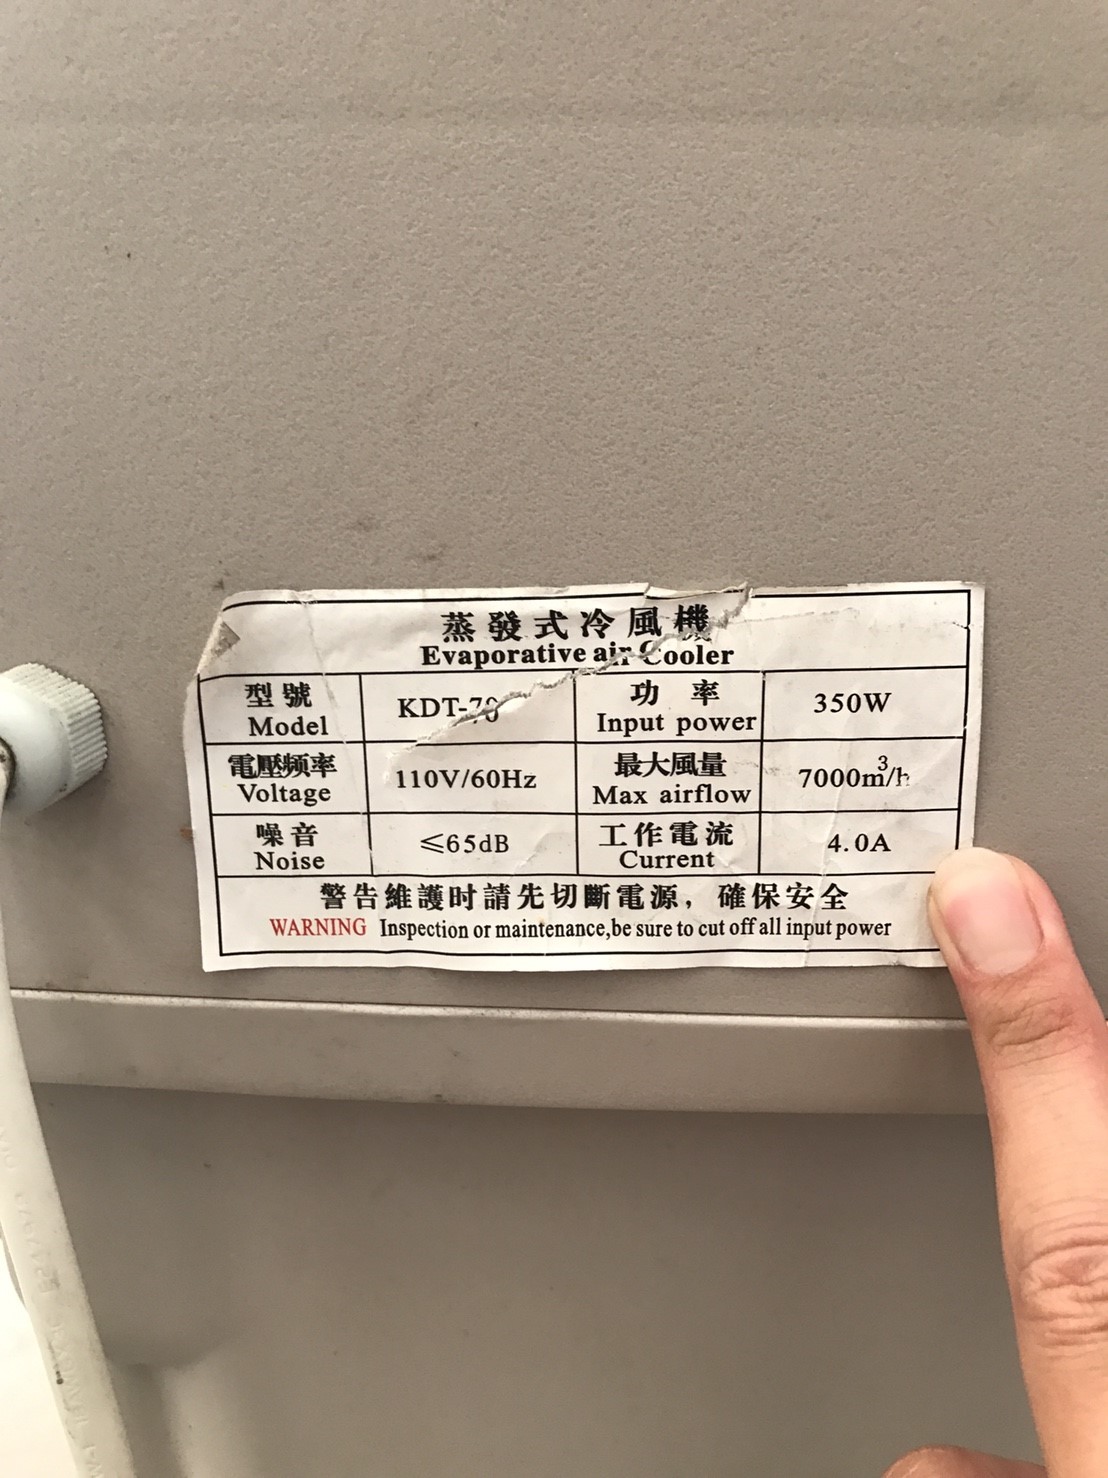 蒸發式冷風機
Evaporative air Cooler
型號 KDT-70 功 率 350W
Model Input power
電壓頻率 110V/60Hz 最大風量 7000m³/h
Voltage Max airflow
噪音 ≤65dB 工作電流 4.0A
Noise Current
警告維護时請先切斷電源，確保安全
WARNING Inspection or maintenance,be sure to cut off all input power